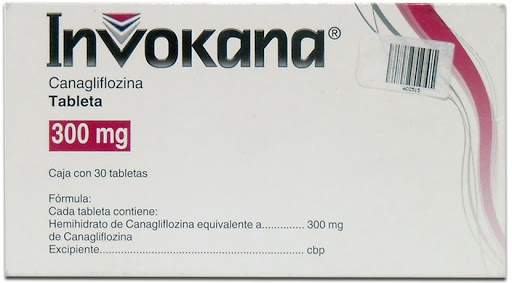 Invokana®
Canagliflozina
Tableta
300 mg
Caja con 30 tabletas
Fórmula:
Cada tableta contiene:
Hemihidrato de Canagliflozina equivalente a.............. 300 mg
de Canagliflozina
Excipiente.................................................................... cbp